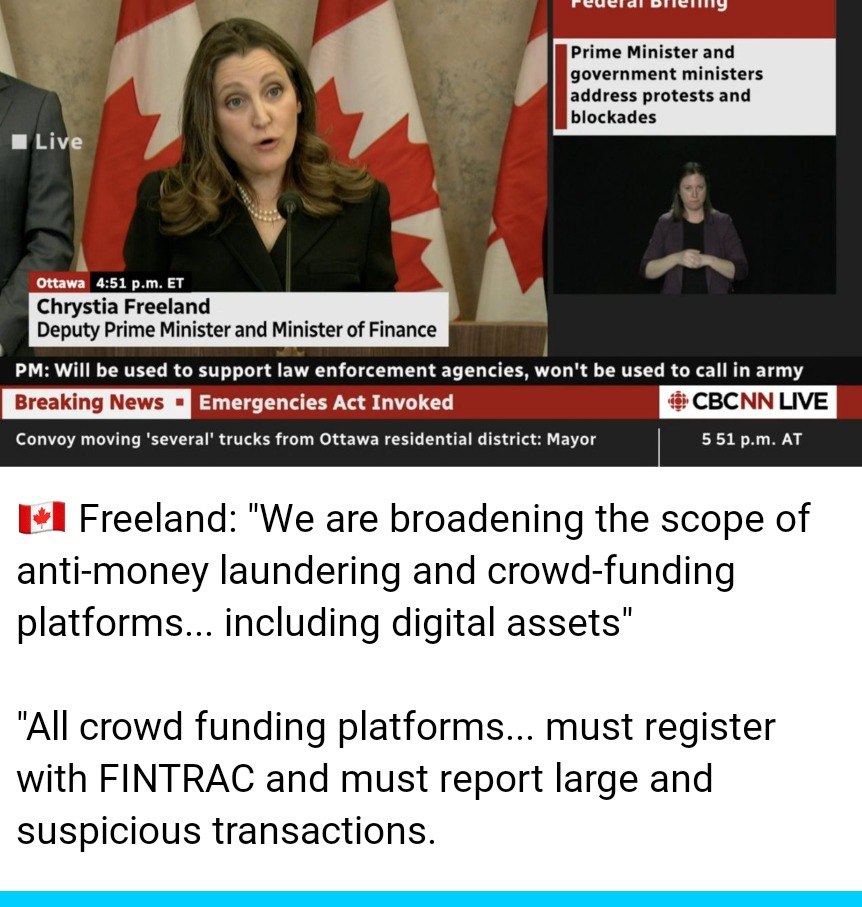 Federal Briefing
Prime Minister and
government ministers
address protests and
blockades
Live
Ottawa 4:51 p.m. ET
Chrystia Freeland
Deputy Prime Minister and Minister of Finance
PM: Will be used to support law enforcement agencies, won't be used to call in army
Breaking News ▪ Emergencies Act Invoked
CBCNN LIVE
Convoy moving 'several' trucks from Ottawa residential district: Mayor
5 51 p.m. AT
🇨🇦 Freeland: "We are broadening the scope of
anti-money laundering and crowd-funding
platforms... including digital assets"
"All crowd funding platforms... must register
with FINTRAC and must report large and
suspicious transactions.